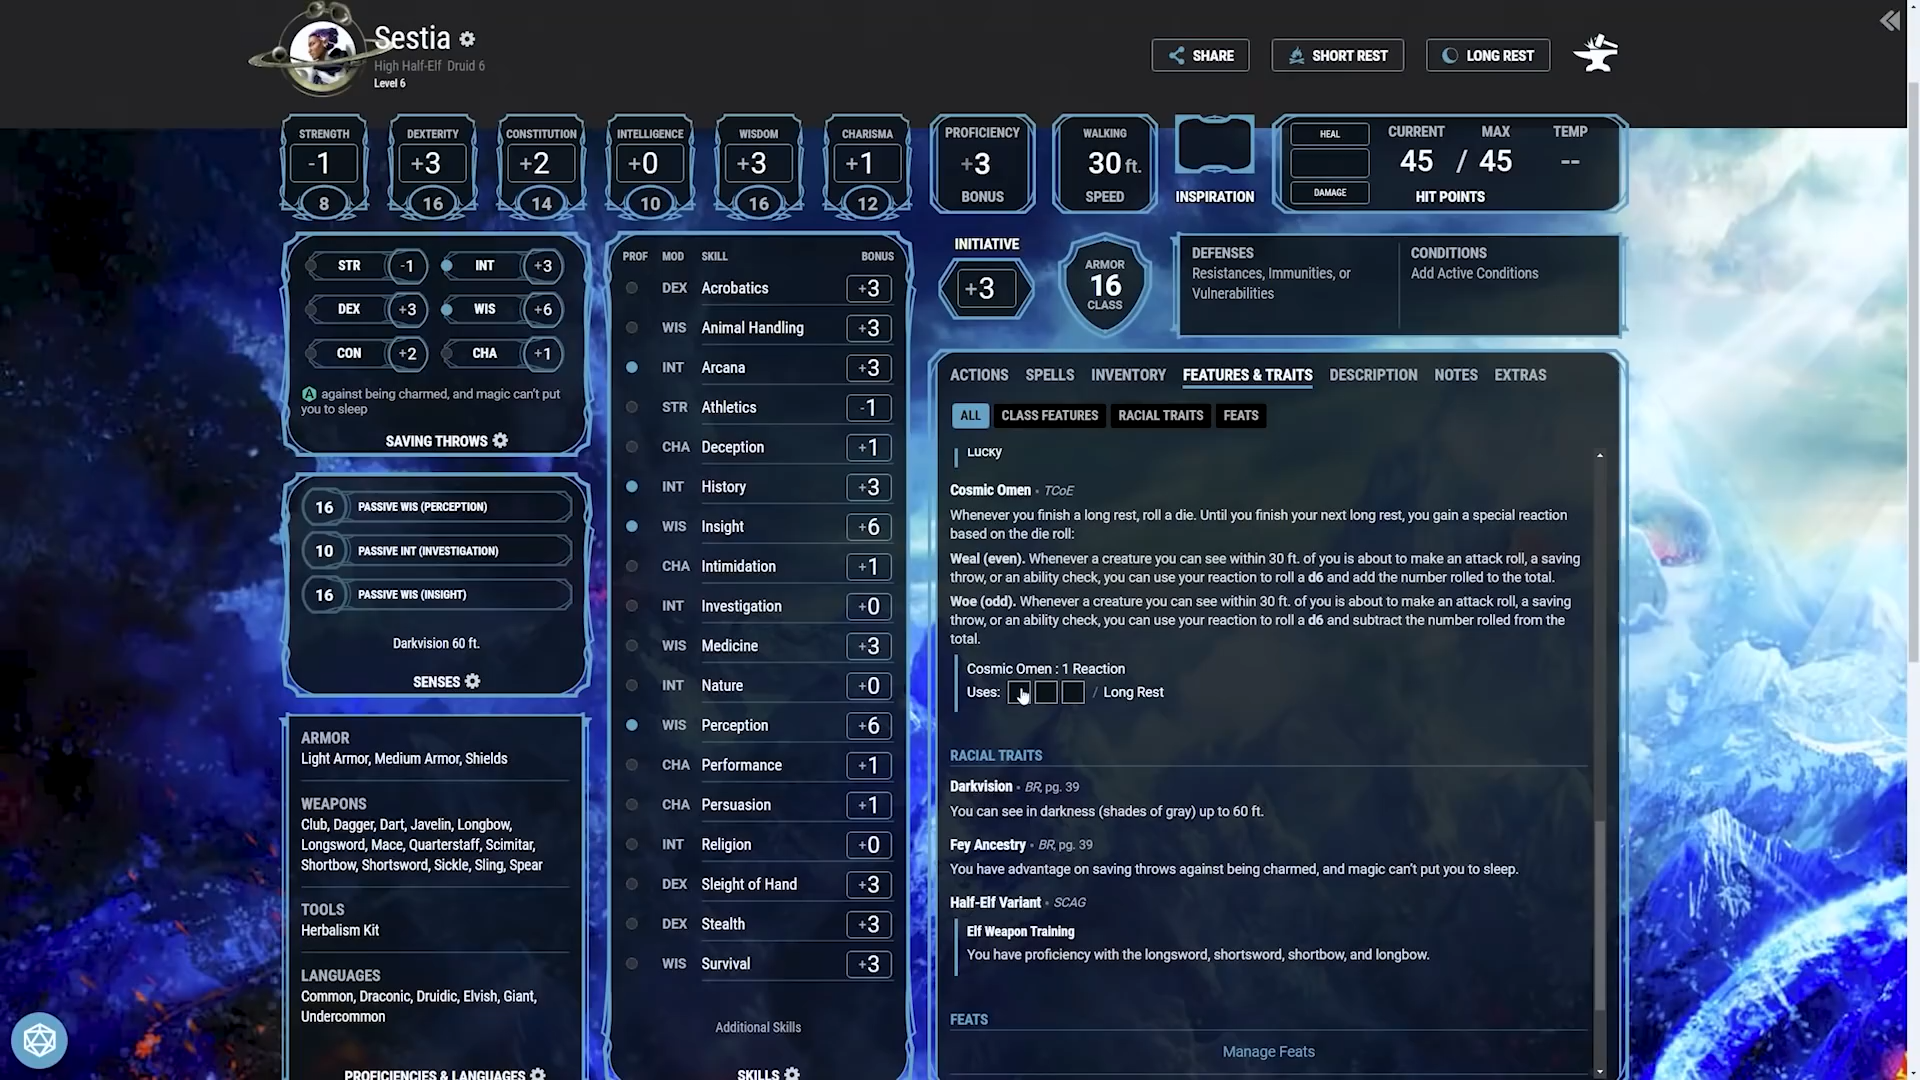 Sestia
High Half-Elf Druid 6
Level 6
SHARE
SHORT REST
LONG REST
STRENGTH
-1
8
DEXTERITY
+3
16
CONSTITUTION
+2
14
INTELLIGENCE
+0
10
WISDOM
+3
16
CHARISMA
+1
12
PROFICIENCY
+3
BONUS
WALKING
30 ft.
SPEED
INSPIRATION
HEAL
DAMAGE
CURRENT MAX TEMP
45 / 45 --
HIT POINTS
STR -1 INT +3
DEX +3 WIS +6
CON +2 CHA +1
A against being charmed, and magic can't put
you to sleep
SAVING THROWS
16 PASSIVE WIS (PERCEPTION)
10 PASSIVE INT (INVESTIGATION)
16 PASSIVE WIS (INSIGHT)
Darkvision 60 ft.
SENSES
ARMOR
Light Armor, Medium Armor, Shields
WEAPONS
Club, Dagger, Dart, Javelin, Longbow,
Longsword, Mace, Quarterstaff, Scimitar,
Shortbow, Shortsword, Sickle, Sling, Spear
TOOLS
Herbalism Kit
LANGUAGES
Common, Draconic, Druidic, Elvish, Giant,
Undercommon
PROFICIENCIES & LANGUAGES
PROF MOD SKILL BONUS
DEX Acrobatics +3
WIS Animal Handling +3
INT Arcana +3
STR Athletics -1
CHA Deception +1
INT History +3
WIS Insight +6
CHA Intimidation +1
INT Investigation +0
WIS Medicine +3
INT Nature +0
WIS Perception +6
CHA Performance +1
CHA Persuasion +1
INT Religion +0
DEX Sleight of Hand +3
DEX Stealth +3
WIS Survival +3
Additional Skills
SKILLS
INITIATIVE
+3
ARMOR
16
CLASS
DEFENSES
Resistances, Immunities, or
Vulnerabilities
CONDITIONS
Add Active Conditions
ACTIONS SPELLS INVENTORY FEATURES & TRAITS DESCRIPTION NOTES EXTRAS
ALL CLASS FEATURES RACIAL TRAITS FEATS
Lucky
Cosmic Omen • TCoE
Whenever you finish a long rest, roll a die. Until you finish your next long rest, you gain a special reaction
based on the die roll:
Weal (even). Whenever a creature you can see within 30 ft. of you is about to make an attack roll, a saving
throw, or an ability check, you can use your reaction to roll a d6 and add the number rolled to the total.
Woe (odd). Whenever a creature you can see within 30 ft. of you is about to make an attack roll, a saving
throw, or an ability check, you can use your reaction to roll a d6 and subtract the number rolled from the
total.
Cosmic Omen : 1 Reaction
Uses: / Long Rest
RACIAL TRAITS
Darkvision • BR, pg. 39
You can see in darkness (shades of gray) up to 60 ft.
Fey Ancestry • BR, pg. 39
You have advantage on saving throws against being charmed, and magic can't put you to sleep.
Half-Elf Variant • SCAG
Elf Weapon Training
You have proficiency with the longsword, shortsword, shortbow, and longbow.
FEATS
Manage Feats